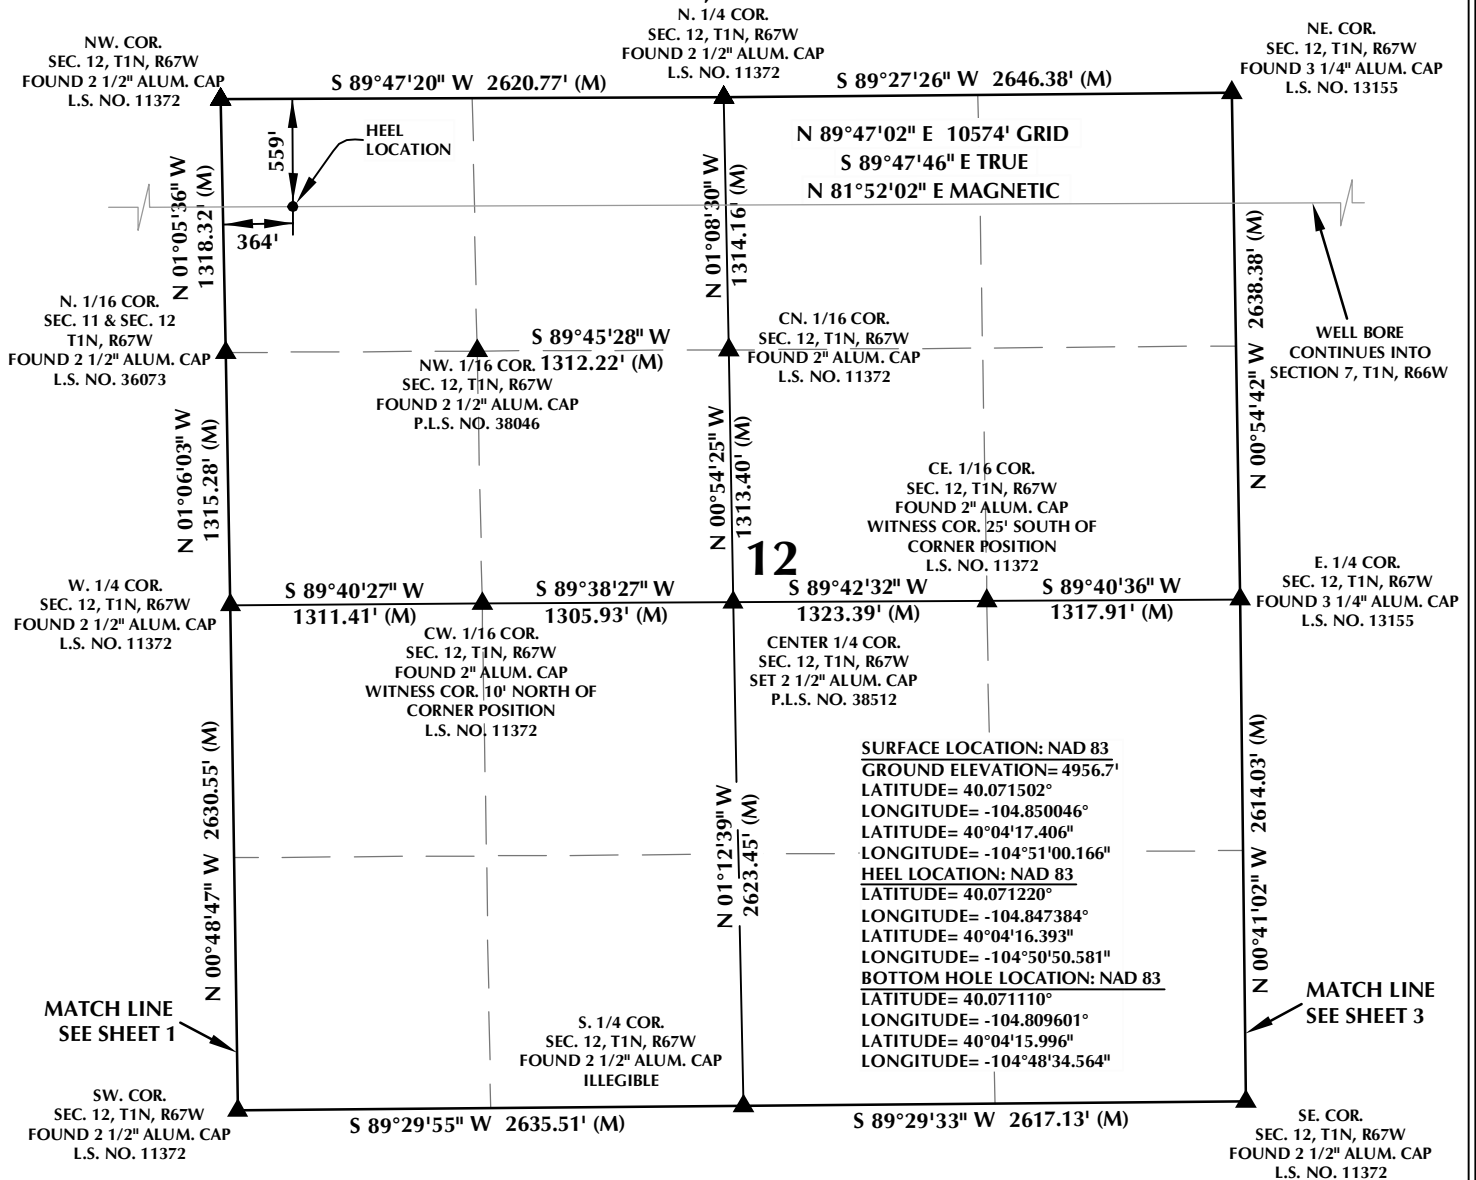 N. 1/4 COR.
SEC. 12, T1N, R67W
FOUND 2 1/2" ALUM. CAP
L.S. NO. 11372
NW. COR.
SEC. 12, T1N, R67W
FOUND 2 1/2" ALUM. CAP
L.S. NO. 11372
NE. COR.
SEC. 12, T1N, R67W
FOUND 3 1/4" ALUM. CAP
L.S. NO. 13155
S 89°47'20" W 2620.77' (M)
S 89°27'26" W 2646.38' (M)
559'
HEEL
LOCATION
364'
N 89°47'02" E 10574' GRID
S 89°47'46" E TRUE
N 81°52'02" E MAGNETIC
N 01°05'36" W
1318.32' (M)
N 01°08'30" W
1314.16' (M)
N 00°54'42" W 2638.38' (M)
WELL BORE
CONTINUES INTO
SECTION 7, T1N, R66W
N. 1/16 COR.
SEC. 11 & SEC. 12
T1N, R67W
FOUND 2 1/2" ALUM. CAP
L.S. NO. 36073
S 89°45'28" W
1312.22' (M)
NW. 1/16 COR.
SEC. 12, T1N, R67W
FOUND 2 1/2" ALUM. CAP
P.L.S. NO. 38046
CN. 1/16 COR.
SEC. 12, T1N, R67W
FOUND 2" ALUM. CAP
L.S. NO. 11372
N 01°06'03" W
1315.28' (M)
N 00°54'25" W
1313.40' (M)
CE. 1/16 COR.
SEC. 12, T1N, R67W
FOUND 2" ALUM. CAP
WITNESS COR. 25' SOUTH OF
CORNER POSITION
L.S. NO. 11372
12
W. 1/4 COR.
SEC. 12, T1N, R67W
FOUND 2 1/2" ALUM. CAP
L.S. NO. 11372
S 89°40'27" W
1311.41' (M)
S 89°38'27" W
1305.93' (M)
S 89°42'32" W
1323.39' (M)
S 89°40'36" W
1317.91' (M)
E. 1/4 COR.
SEC. 12, T1N, R67W
FOUND 3 1/4" ALUM. CAP
L.S. NO. 13155
CW. 1/16 COR.
SEC. 12, T1N, R67W
FOUND 2" ALUM. CAP
WITNESS COR. 10' NORTH OF
CORNER POSITION
L.S. NO. 11372
CENTER 1/4 COR.
SEC. 12, T1N, R67W
SET 2 1/2" ALUM. CAP
P.L.S. NO. 38512
N 00°48'47" W 2630.55' (M)
N 01°12'39" W
2623.45' (M)
N 00°41'02" W 2614.03' (M)
SURFACE LOCATION: NAD 83
GROUND ELEVATION= 4956.7'
LATITUDE= 40.071502°
LONGITUDE= -104.850046°
LATITUDE= 40°04'17.406"
LONGITUDE= -104°51'00.166"
HEEL LOCATION: NAD 83
LATITUDE= 40.071220°
LONGITUDE= -104.847384°
LATITUDE= 40°04'16.393"
LONGITUDE= -104°50'50.581"
BOTTOM HOLE LOCATION: NAD 83
LATITUDE= 40.071110°
LONGITUDE= -104.809601°
LATITUDE= 40°04'15.996"
LONGITUDE= -104°48'34.564"
MATCH LINE
SEE SHEET 1
MATCH LINE
SEE SHEET 3
S. 1/4 COR.
SEC. 12, T1N, R67W
FOUND 2 1/2" ALUM. CAP
ILLEGIBLE
SW. COR.
SEC. 12, T1N, R67W
FOUND 2 1/2" ALUM. CAP
L.S. NO. 11372
S 89°29'55" W 2635.51' (M)
S 89°29'33" W 2617.13' (M)
SE. COR.
SEC. 12, T1N, R67W
FOUND 2 1/2" ALUM. CAP
L.S. NO. 11372